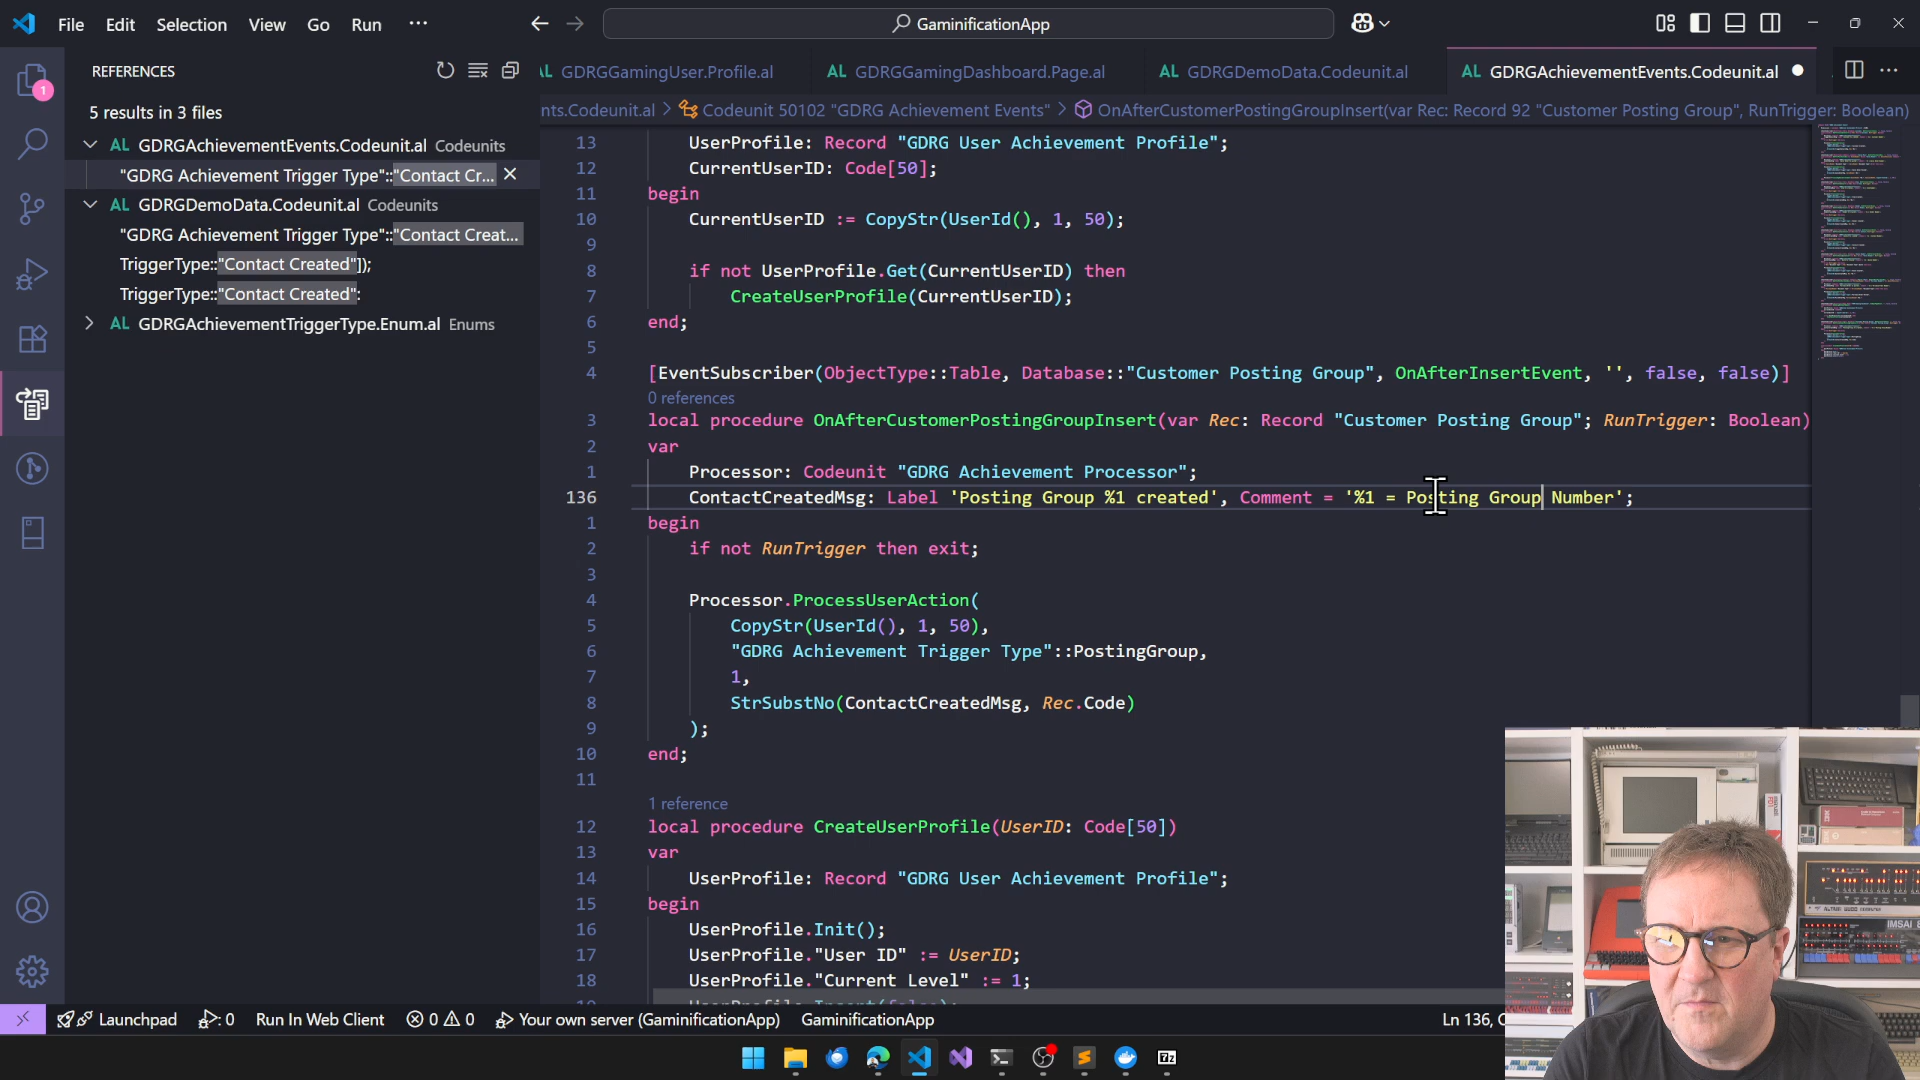 File Edit Selection View Go Run ··· GaminificationApp
REFERENCES
5 results in 3 files
AL GDRGAchievementEvents.Codeunit.al Codeunits
"GDRG Achievement Trigger Type"::"Contact Cr...
AL GDRGDemoData.Codeunit.al Codeunits
"GDRG Achievement Trigger Type"::"Contact Creat...
TriggerType::"Contact Created"]);
TriggerType::"Contact Created":
AL GDRGAchievementTriggerType.Enum.al Enums
1
AL GDRGGamingUser.Profile.al AL GDRGGamingDashboard.Page.al AL GDRGDemoData.Codeunit.al AL GDRGAchievementEvents.Codeunit.al
nts.Codeunit.al > Codeunit 50102 "GDRG Achievement Events" > OnAfterCustomerPostingGroupInsert(var Rec: Record 92 "Customer Posting Group", RunTrigger: Boolean)
13 UserProfile: Record "GDRG User Achievement Profile";
12 CurrentUserID: Code[50];
11 begin
10 CurrentUserID := CopyStr(UserId(), 1, 50);
9
8 if not UserProfile.Get(CurrentUserID) then
7 CreateUserProfile(CurrentUserID);
6 end;
5
4 [EventSubscriber(ObjectType::Table, Database::"Customer Posting Group", OnAfterInsertEvent, '', false, false)]
0 references
3 local procedure OnAfterCustomerPostingGroupInsert(var Rec: Record "Customer Posting Group"; RunTrigger: Boolean)
2 var
1 Processor: Codeunit "GDRG Achievement Processor";
136 ContactCreatedMsg: Label 'Posting Group %1 created', Comment = '%1 = Posting Group Number';
1 begin
2 if not RunTrigger then exit;
3
4 Processor.ProcessUserAction(
5 CopyStr(UserId(), 1, 50),
6 "GDRG Achievement Trigger Type"::PostingGroup,
7 1,
8 StrSubstNo(ContactCreatedMsg, Rec.Code)
9 );
10 end;
11
1 reference
12 local procedure CreateUserProfile(UserID: Code[50])
13 var
14 UserProfile: Record "GDRG User Achievement Profile";
15 begin
16 UserProfile.Init();
17 UserProfile."User ID" := UserID;
18 UserProfile."Current Level" := 1;
19 UserProfile.Insert(false);
Launchpad 0 Run In Web Client 0 0 Your own server (GaminificationApp) GaminificationApp Ln 136,
7z
IMSAI 8